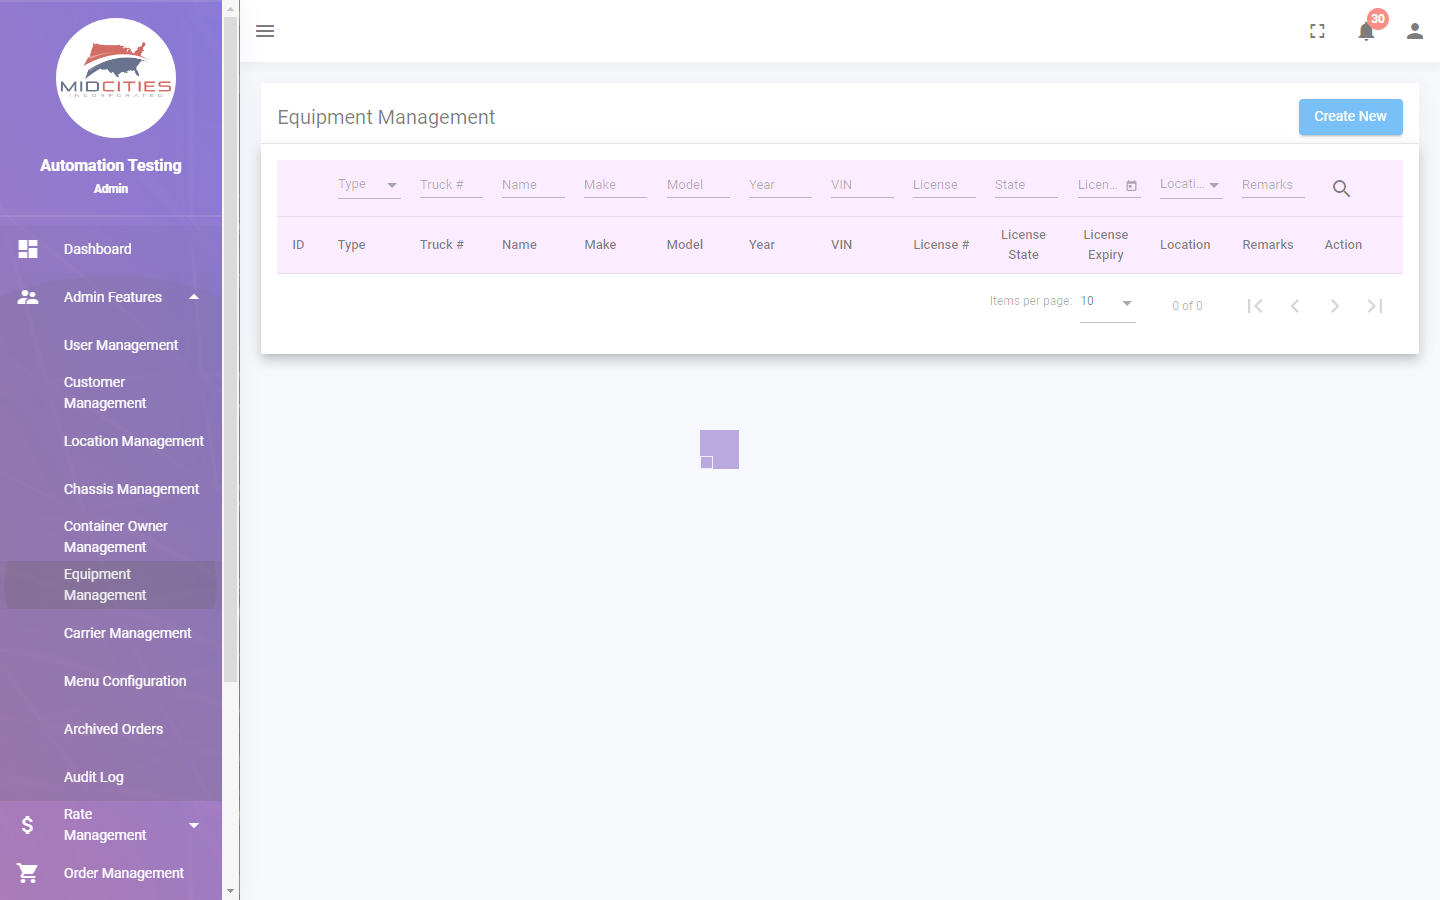 MIDCITIES
INCORPORATED
Automation Testing
Admin
Dashboard
Admin Features
User Management
Customer
Management
Location Management
Chassis Management
Container Owner
Management
Equipment
Management
Carrier Management
Menu Configuration
Archived Orders
Audit Log
Rate
Management
Order Management
30
Equipment Management
Create New
Type Truck # Name Make Model Year VIN License State Licen... Locati... Remarks
ID Type Truck # Name Make Model Year VIN License # License State License Expiry Location Remarks Action
Items per page: 10 0 of 0